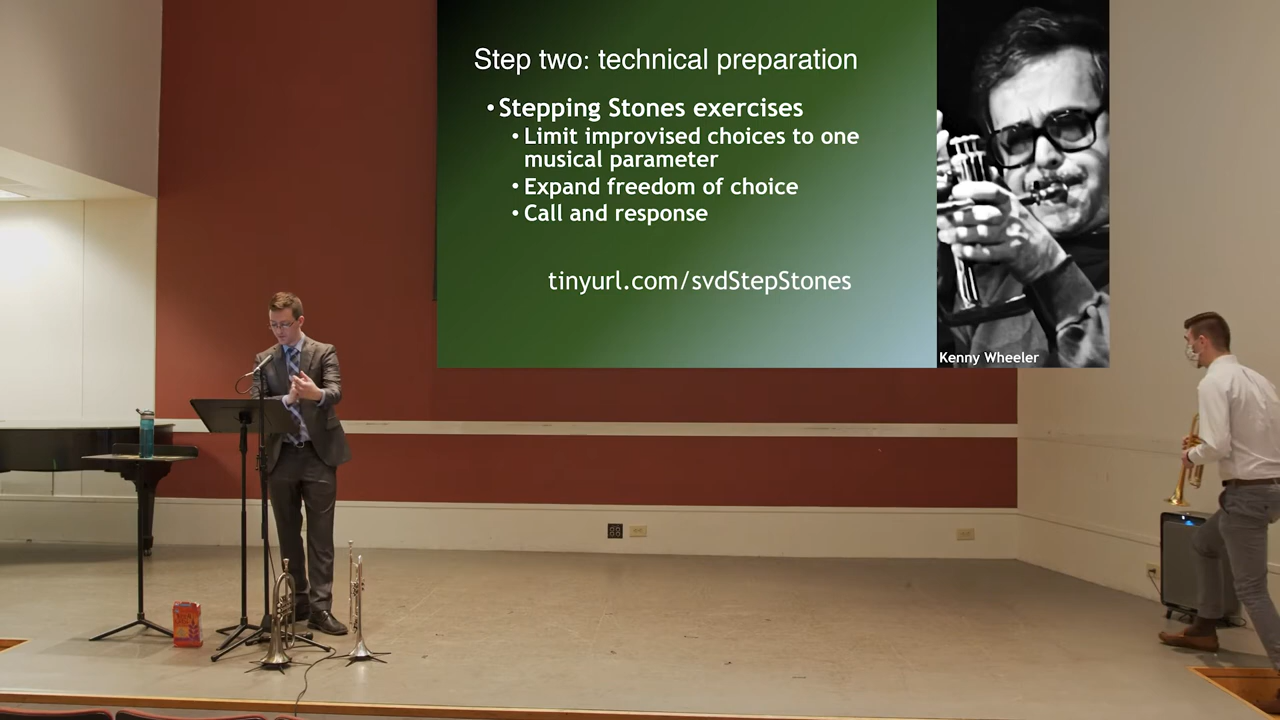 Step two: technical preparation
•Stepping Stones exercises
•Limit improvised choices to one
musical parameter
•Expand freedom of choice
•Call and response
tinyurl.com/svdStepStones
Kenny Wheeler